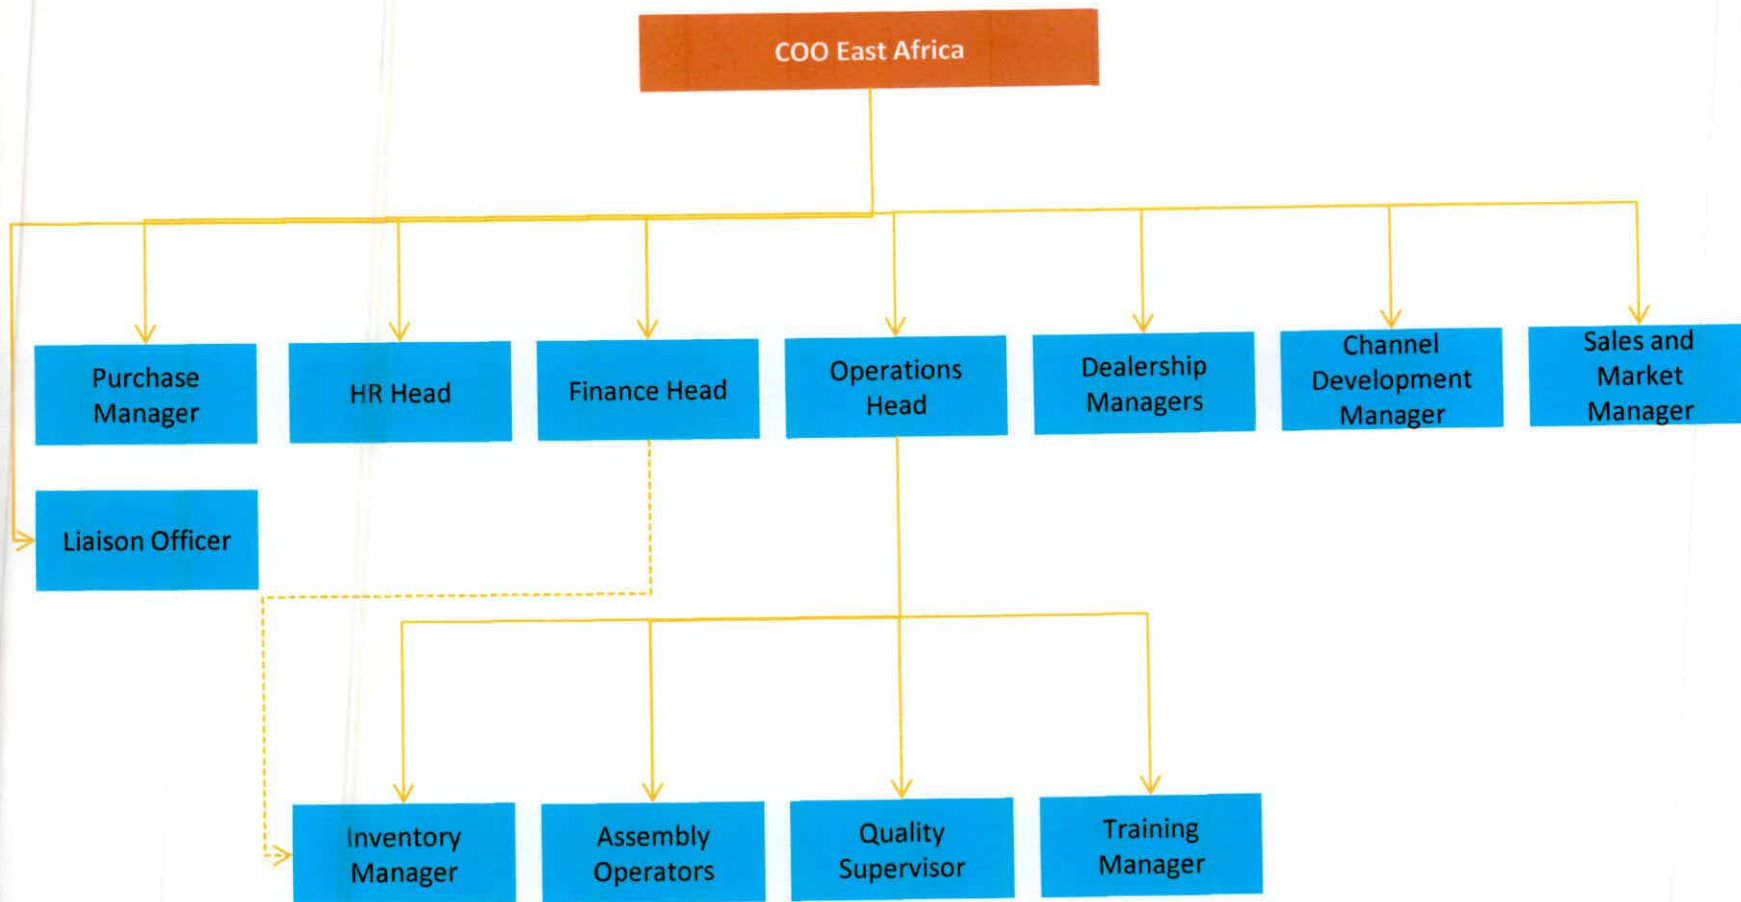 COO East Africa
Purchase
Manager
HR Head
Finance Head
Operations
Head
Dealership
Managers
Channel
Development
Manager
Sales and
Market
Manager
Liaison Officer
Inventory
Manager
Assembly
Operators
Quality
Supervisor
Training
Manager